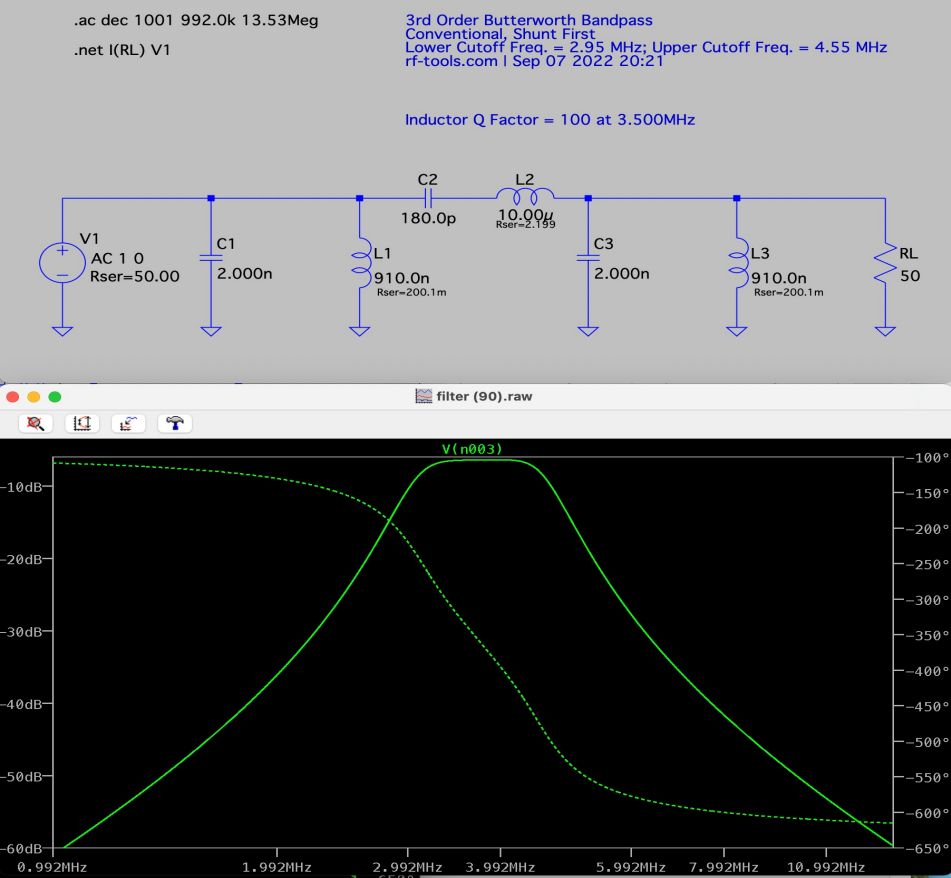 .ac dec 1001 992.0k 13.53Meg
.net I(RL) V1
3rd Order Butterworth Bandpass
Conventional, Shunt First
Lower Cutoff Freq. = 2.95 MHz; Upper Cutoff Freq. = 4.55 MHz
rf-tools.com | Sep 07 2022 20:21
Inductor Q Factor = 100 at 3.500MHz
C2
180.0p
L2
10.00µ
Rser=2.199
V1
AC 1 0
Rser=50.00
C1
2.000n
L1
910.0n
Rser=200.1m
C3
2.000n
L3
910.0n
Rser=200.1m
RL
50
filter (90).raw
V(n003)
-10dB
-20dB
-30dB
-40dB
-50dB
-60dB
-100°
-150°
-200°
-250°
-300°
-350°
-400°
-450°
-500°
-550°
-600°
-650°
0.992MHz
1.992MHz
2.992MHz
3.992MHz
5.992MHz
7.992MHz
10.992MHz